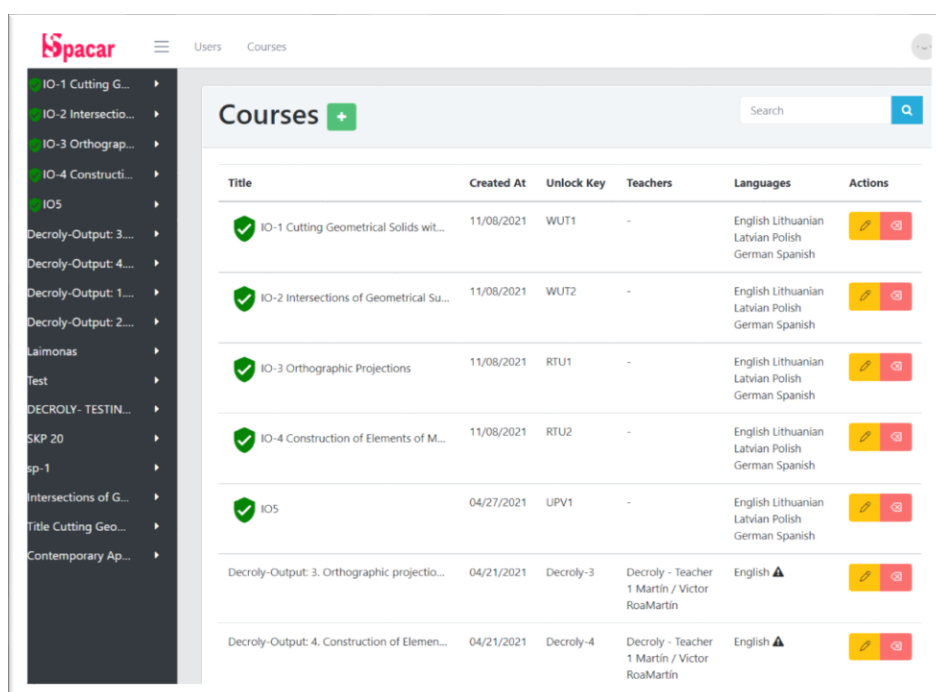 Spacar
Users Courses
IO-1 Cutting G...
IO-2 Intersectio...
IO-3 Orthograp...
IO-4 Constructi...
IO5
Decroly-Output: 3....
Decroly-Output: 4....
Decroly-Output: 1....
Decroly-Output: 2....
Laimonas
Test
DECROLY- TESTIN...
SKP 20
sp-1
Intersections of G...
Title Cutting Geo...
Contemporary Ap...
Courses +
Search
Title Created At Unlock Key Teachers Languages Actions
IO-1 Cutting Geometrical Solids wit... 11/08/2021 WUT1 - English Lithuanian
Latvian Polish
German Spanish
IO-2 Intersections of Geometrical Su... 11/08/2021 WUT2 - English Lithuanian
Latvian Polish
German Spanish
IO-3 Orthographic Projections 11/08/2021 RTU1 - English Lithuanian
Latvian Polish
German Spanish
IO-4 Construction of Elements of M... 11/08/2021 RTU2 - English Lithuanian
Latvian Polish
German Spanish
IO5 04/27/2021 UPV1 - English Lithuanian
Latvian Polish
German Spanish
Decroly-Output: 3. Orthographic projectio... 04/21/2021 Decroly-3 Decroly - Teacher English
1 Martín / Victor
RoaMartín
Decroly-Output: 4. Construction of Elemen... 04/21/2021 Decroly-4 Decroly - Teacher English
1 Martín / Victor
RoaMartín